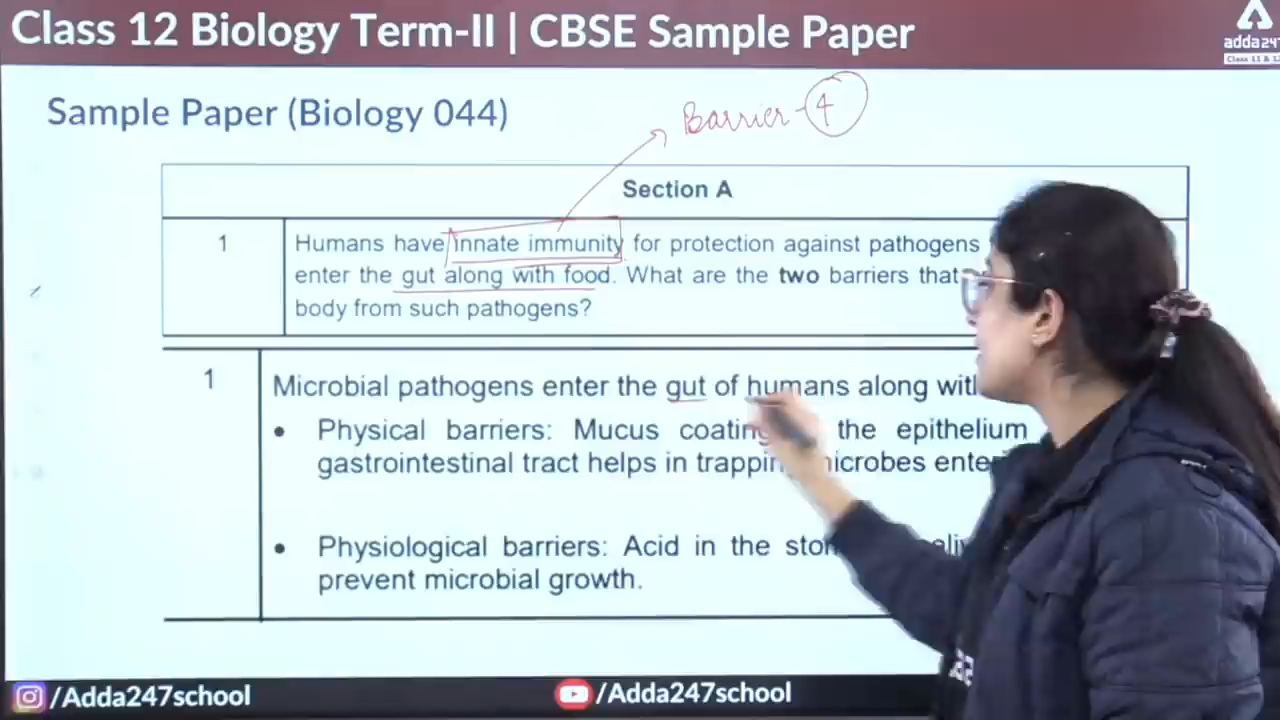 Class 12 Biology Term-II | CBSE Sample Paper
adda247
Class 11 & 12
Sample Paper (Biology 044)
Barrier - 4
Section A
1
Humans have innate immunity for protection against pathogens
enter the gut along with food. What are the two barriers that
body from such pathogens?
1
Microbial pathogens enter the gut of humans along with
Physical barriers: Mucus coating the epithelium
gastrointestinal tract helps in trapping microbes
Physiological barriers: Acid in the
prevent microbial growth.
/Adda247school
/Adda247school